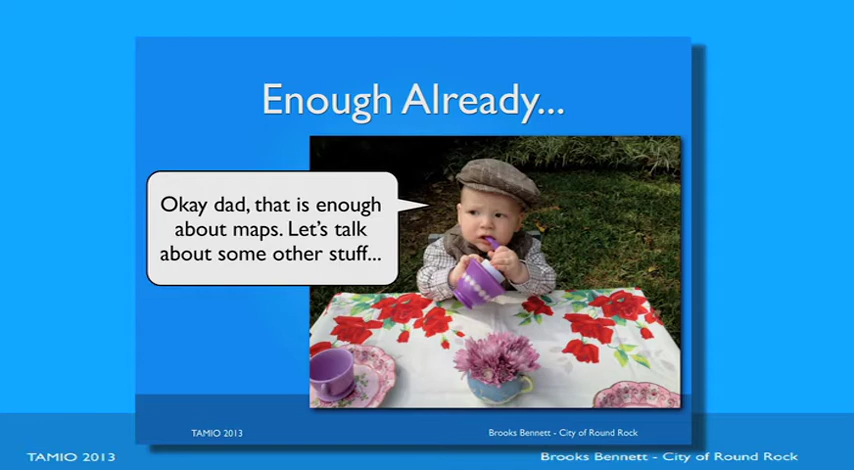 Enough Already...
Okay dad, that is enough
about maps. Let's talk
about some other stuff...
TAMIO 2013
Brooks Bennett - City of Round Rock
TAMIO 2013
Brooks Bennett - City of Round Rock